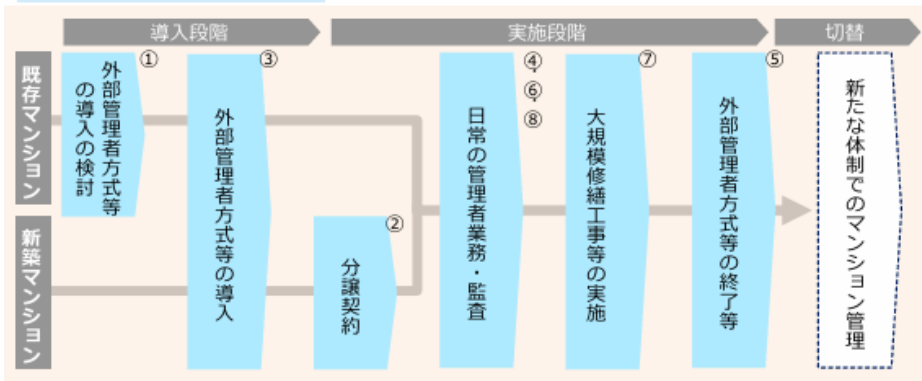 導入段階
実施段階
切替
既存マンション
新築マンション
①
外部管理者方式等
の導入の検討
③
外部管理者方式等の導入
②
分譲契約
④,⑥,⑧
日常の管理者業務・監査
⑦
大規模修繕工事等の実施
⑤
外部管理者方式等の終了等
新たな体制でのマンション管理